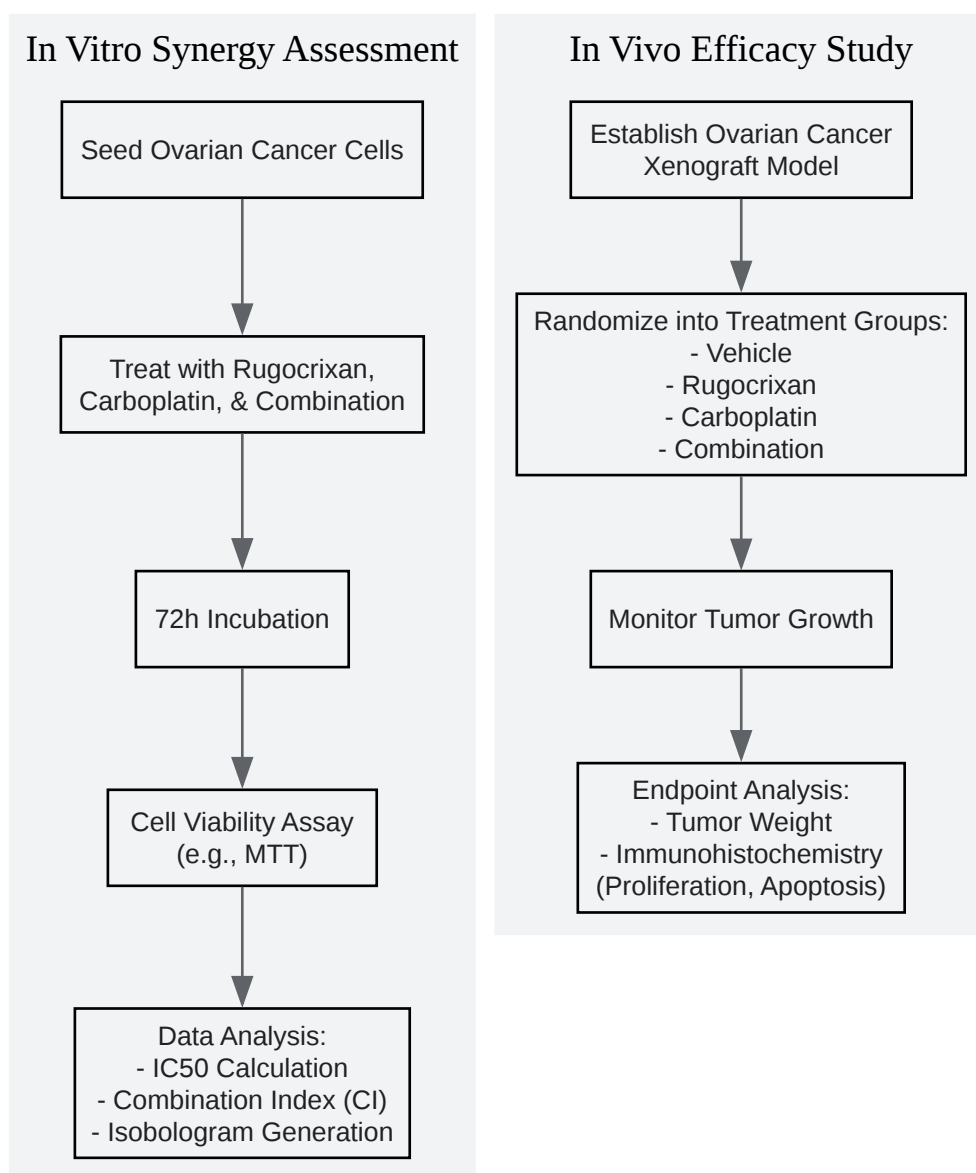 In Vitro Synergy Assessment
Seed Ovarian Cancer Cells
Treat with Rugocrixan,
Carboplatin, & Combination
72h Incubation
Cell Viability Assay
(e.g., MTT)
Data Analysis:
- IC50 Calculation
- Combination Index (CI)
- Isobologram Generation
In Vivo Efficacy Study
Establish Ovarian Cancer
Xenograft Model
Randomize into Treatment Groups:
- Vehicle
- Rugocrixan
- Carboplatin
- Combination
Monitor Tumor Growth
Endpoint Analysis:
- Tumor Weight
- Immunohistochemistry
(Proliferation, Apoptosis)